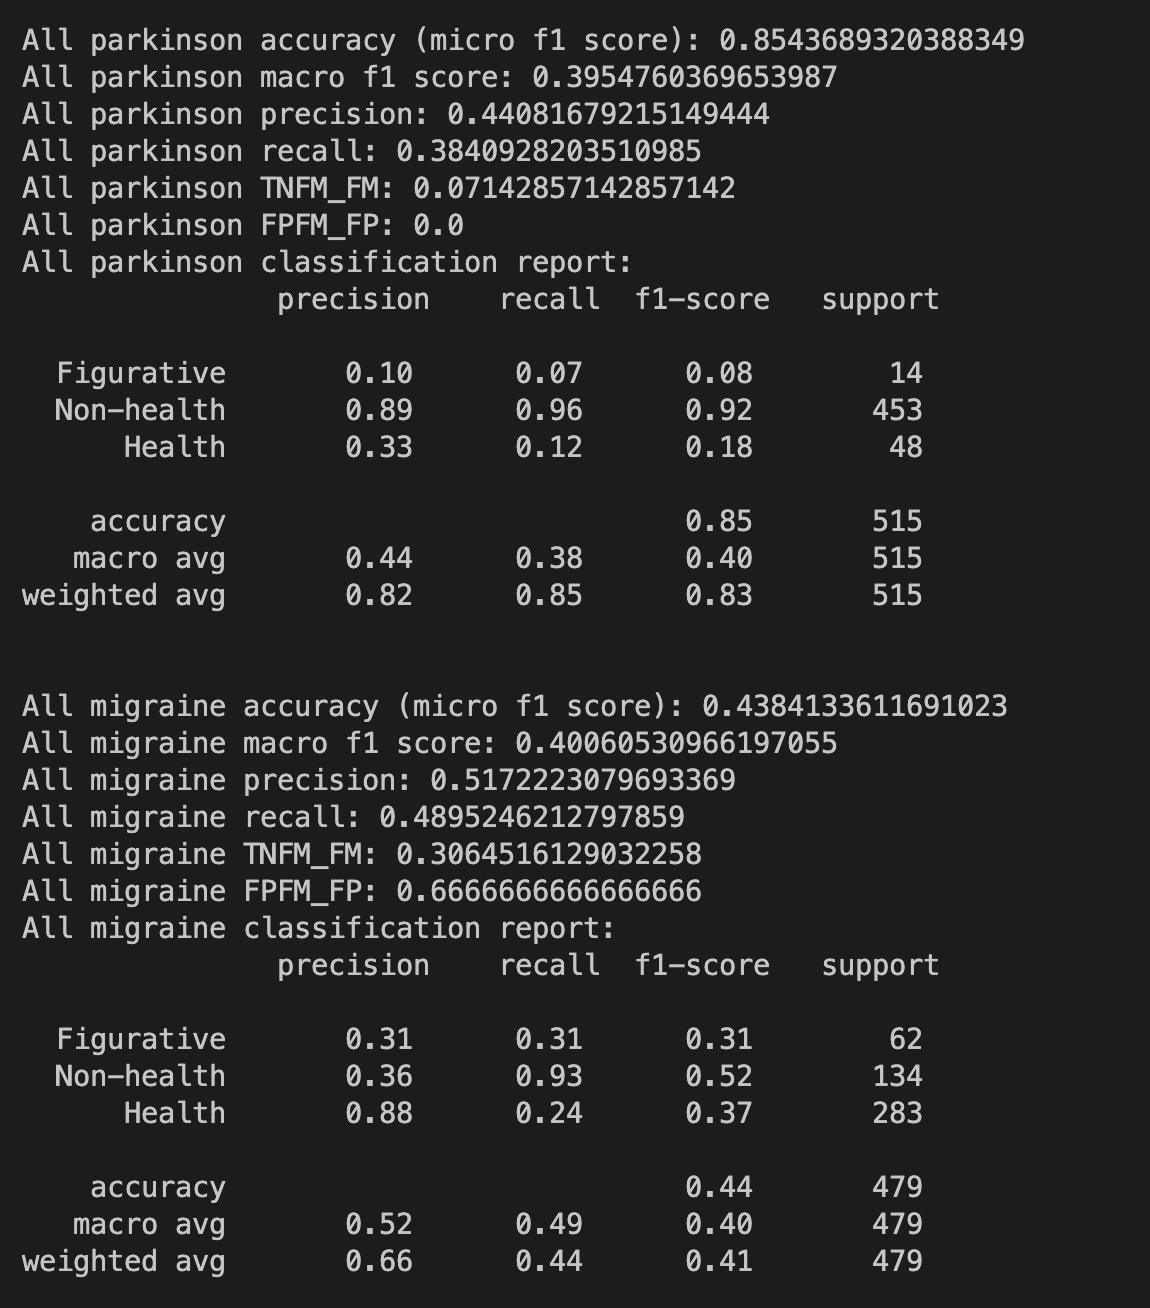 All parkinson accuracy (micro f1 score): 0.8543689320388349
All parkinson macro f1 score: 0.3954760369653987
All parkinson precision: 0.44081679215149444
All parkinson recall: 0.3840928203510985
All parkinson TNFM_FM: 0.07142857142857142
All parkinson FPFM_FP: 0.0
All parkinson classification report:
precision recall f1-score support
Figurative 0.10 0.07 0.08 14
Non-health 0.89 0.96 0.92 453
Health 0.33 0.12 0.18 48
accuracy 0.85 515
macro avg 0.44 0.38 0.40 515
weighted avg 0.82 0.85 0.83 515
All migraine accuracy (micro f1 score): 0.4384133611691023
All migraine macro f1 score: 0.40060530966197055
All migraine precision: 0.5172223079693369
All migraine recall: 0.4895246212797859
All migraine TNFM_FM: 0.3064516129032258
All migraine FPFM_FP: 0.6666666666666666
All migraine classification report:
precision recall f1-score support
Figurative 0.31 0.31 0.31 62
Non-health 0.36 0.93 0.52 134
Health 0.88 0.24 0.37 283
accuracy 0.44 479
macro avg 0.52 0.49 0.40 479
weighted avg 0.66 0.44 0.41 479